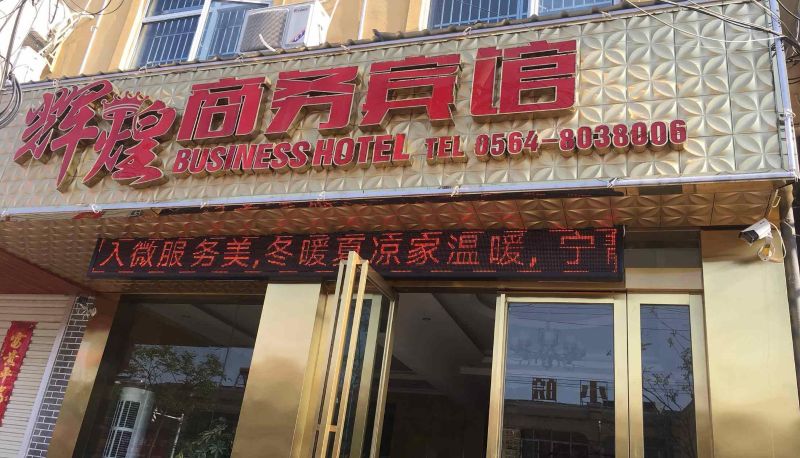 辉煌商务宾馆
BUSINESS HOTEL TEL 0564-8038006
入微服务美,冬暖夏凉家温暖,宁